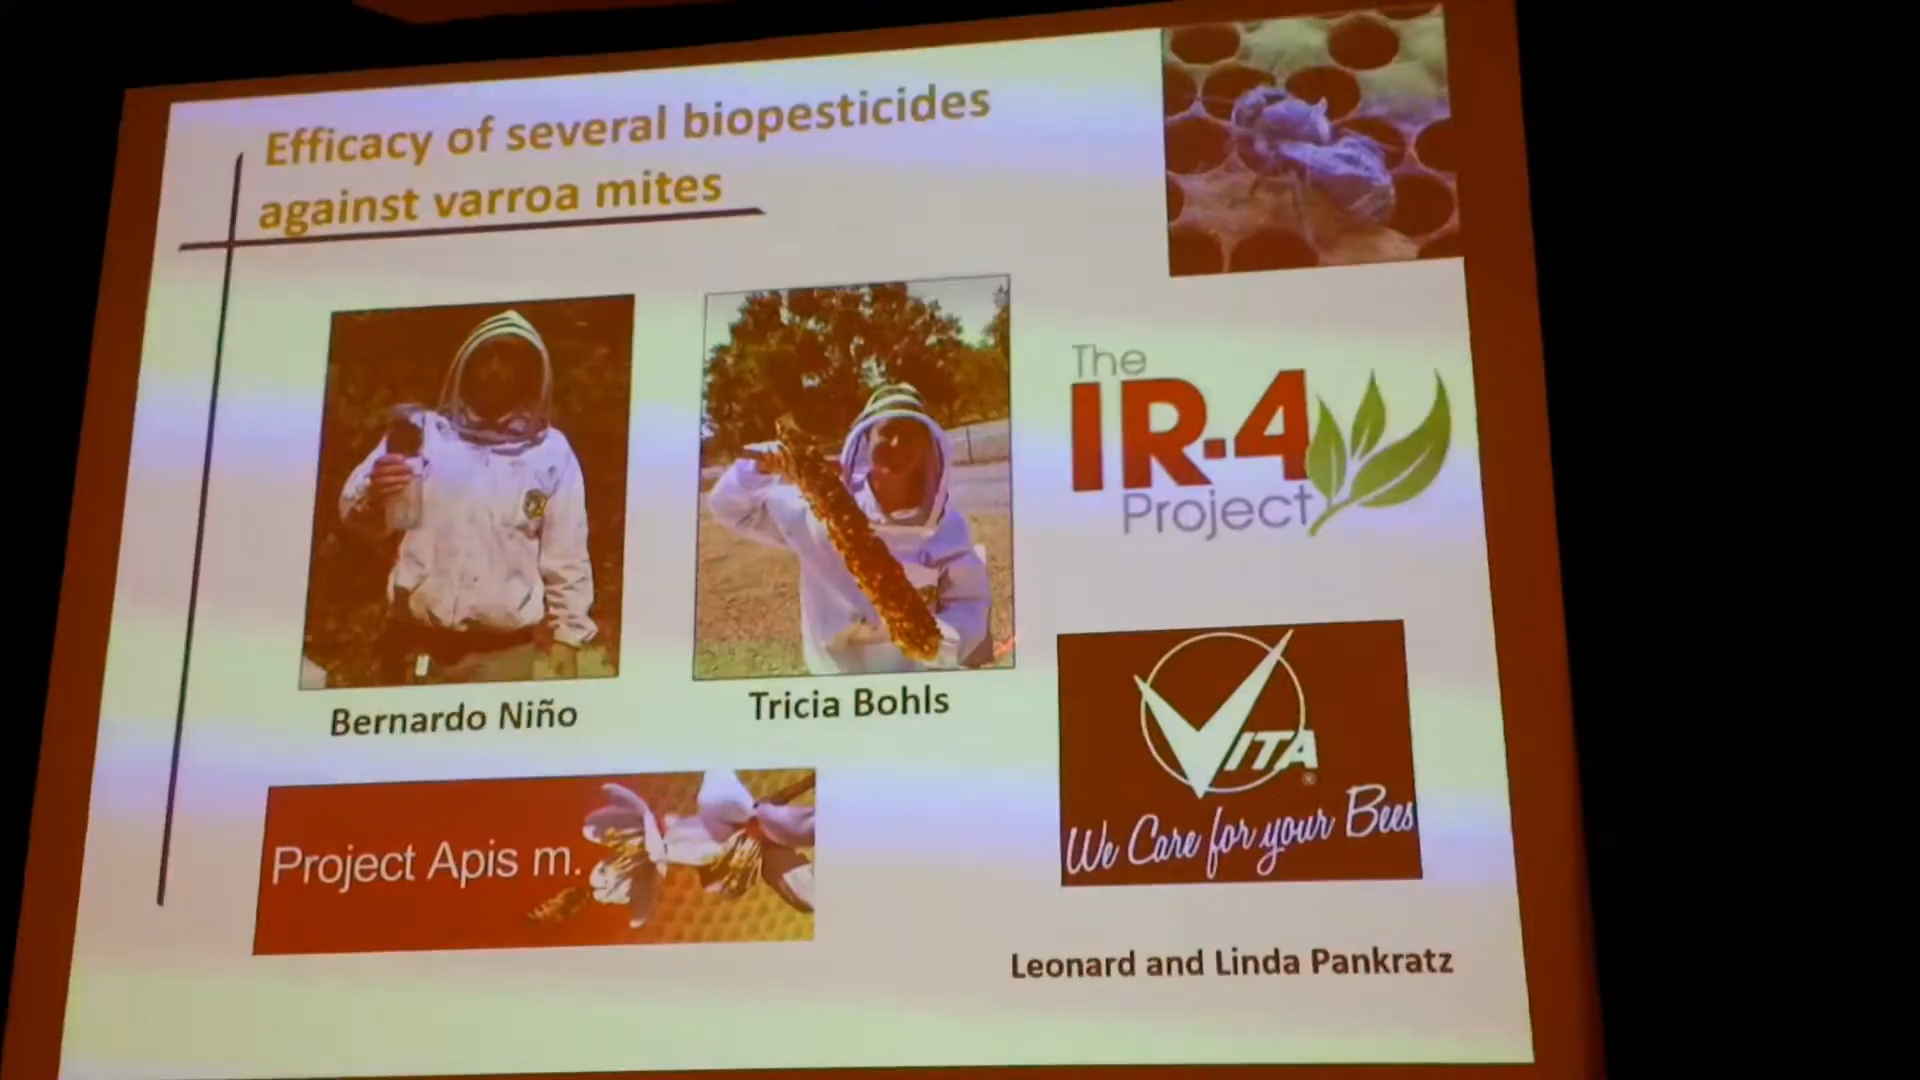 Efficacy of several biopesticides
against varroa mites
The
IR-4
Project
Bernardo Niño
Tricia Bohls
VITA
®
We Care for your Bees
Project Apis m.
Leonard and Linda Pankratz